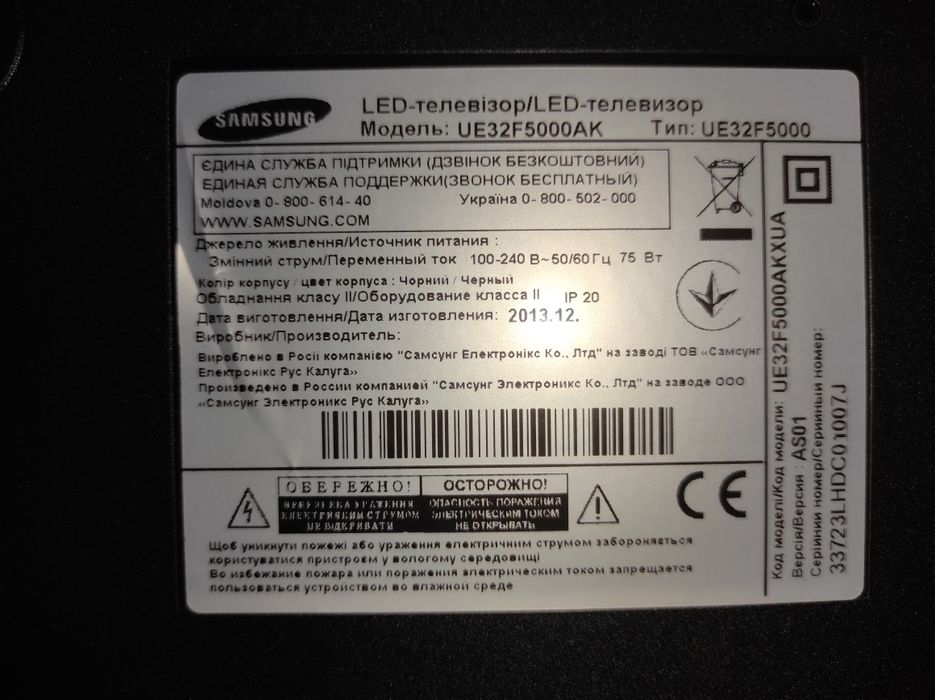 SAMSUNG
LED-телевізор/LED-телевизор
Модель: UE32F5000AK Тип: UE32F5000
ЄДИНА СЛУЖБА ПІДТРИМКИ (ДЗВІНОК БЕЗКОШТОВНИЙ)
ЕДИНАЯ СЛУЖБА ПОДДЕРЖКИ(ЗВОНОК БЕСПЛАТНЫЙ)
Moldova 0- 800- 614- 40 Україна 0- 800- 502- 000
WWW.SAMSUNG.COM
Джерело живлення/Источник питания :
Змінний струм/Переменный ток 100-240 В~50/60Гц 75 Вт
Колір корпусу / цвет корпуса : Чорний / Черный
Обладнання класу II/Оборудование класса II IP 20
Дата виготовлення/Дата изготовления: 2013.12.
Виробник/Производитель:
Вироблено в Росії компанією "Самсунг Електронікс Ко., Лтд" на заводі ТОВ «Самсунг
Електронікс Рус Калуга»
Произведено в России компанией "Самсунг Электроникс Ко., Лтд" на заводе ООО
«Самсунг Электроникс Рус Калуга»
ОБЕРЕЖНО!
НЕБЕЗПЕКА УРАЖЕННЯ
ЕЛЕКТРИЧНИМ СТРУМОМ
НЕ ВІДКРИВАТИ
ОСТОРОЖНО!
ОПАСНОСТЬ ПОРАЖЕНИЯ
ЭЛЕКТРИЧЕСКИМ ТОКОМ
НЕ ОТКРЫВАТЬ
CE
Щоб уникнути пожежі або ураження електричним струмом забороняється
користуватися пристроєм у вологому середовищі
Во избежание пожара или поражения электрическим током запрещается
пользоваться устройством во влажной среде
Код моделі/Код модели: UE32F5000AKXUA
Версія/Версия : AS01
Серійний номер/Серийный номер:
33723LHDC01007J